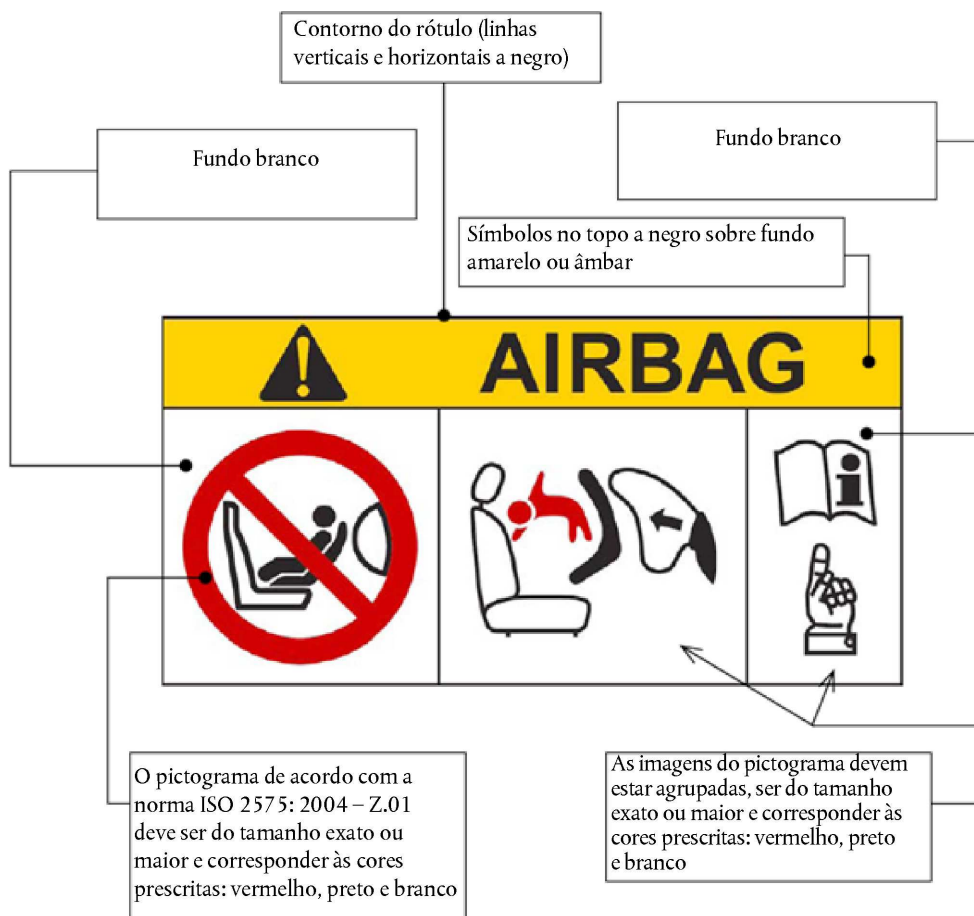 Contorno do rótulo (linhas
verticais e horizontais a negro)
Fundo branco
Fundo branco
Símbolos no topo a negro sobre fundo
amarelo ou âmbar
AIRBAG
O pictograma de acordo com a
norma ISO 2575: 2004 – Z.01
deve ser do tamanho exato ou
maior e corresponder às cores
prescritas: vermelho, preto e branco
As imagens do pictograma devem
estar agrupadas, ser do tamanho
exato ou maior e corresponder às
cores prescritas: vermelho, preto
e branco